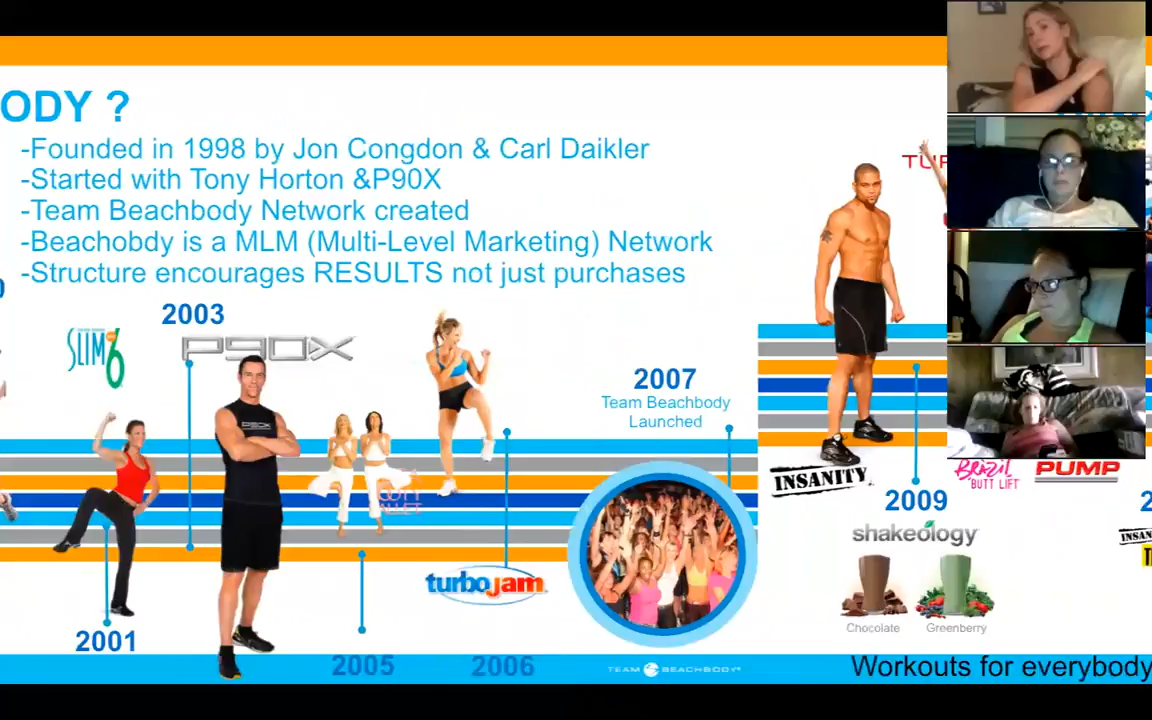 ODY ?
-Founded in 1998 by Jon Congdon & Carl Daikler
-Started with Tony Horton &P90X
-Team Beachbody Network created
-Beachobdy is a MLM (Multi-Level Marketing) Network
-Structure encourages RESULTS not just purchases
2003
SLIM 6
P90X
P90X
2007
Team Beachbody
Launched
TUR
INSANITY
2009
BRAZIL
BUTT LIFT
PUMP
shakeology
Chocolate
Greenberry
turbojam
2001
2005
2006
TEAM BEACHBODY
Workouts for everybody